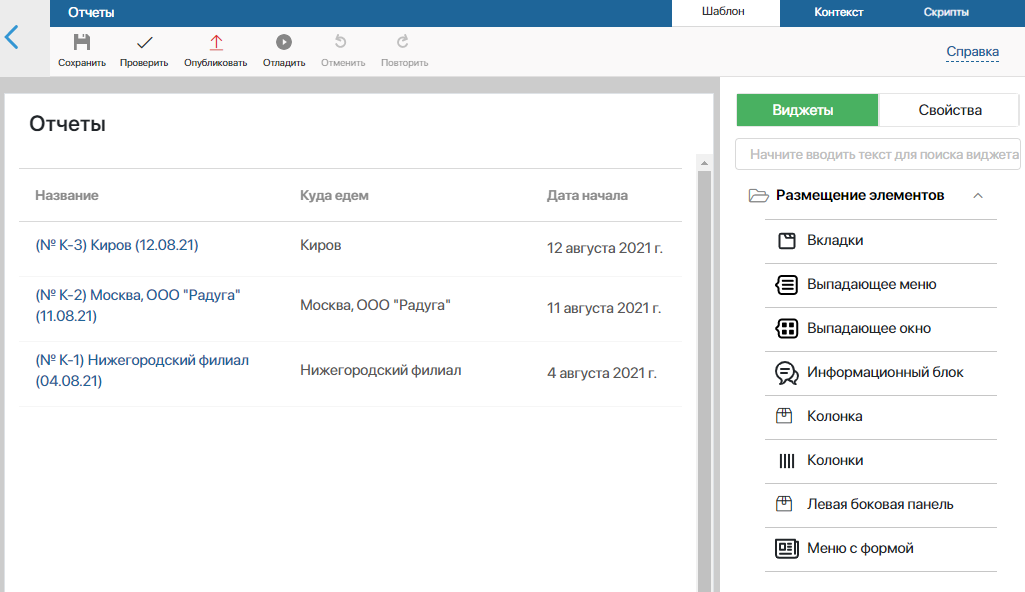 Отчеты
Шаблон
Контекст
Скрипты
Сохранить
Проверить
Опубликовать
Отладить
Отменить
Повторить
Справка
Отчеты
Название
Куда едем
Дата начала
(№ К-3) Киров (12.08.21)
Киров
12 августа 2021 г.
(№ К-2) Москва, ООО "Радуга"
(11.08.21)
Москва, ООО "Радуга"
11 августа 2021 г.
(№ К-1) Нижегородский филиал
(04.08.21)
Нижегородский филиал
4 августа 2021 г.
Виджеты
Свойства
Начните вводить текст для поиска виджета
Размещение элементов
Вкладки
Выпадающее меню
Выпадающее окно
Информационный блок
Колонка
Колонки
Левая боковая панель
Меню с формой